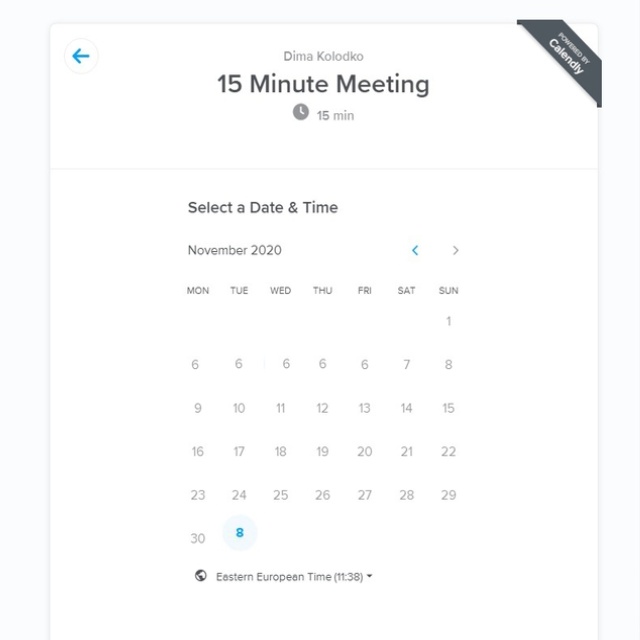 POWERED BY
Calendly
Dima Kolodko
15 Minute Meeting
15 min
Select a Date & Time
November 2020
MON TUE WED THU FRI SAT SUN
1
6 6 6 6 6 7 8
9 10 11 12 13 14 15
16 17 18 19 20 21 22
23 24 25 26 27 28 29
30 8
Eastern European Time (11:38)